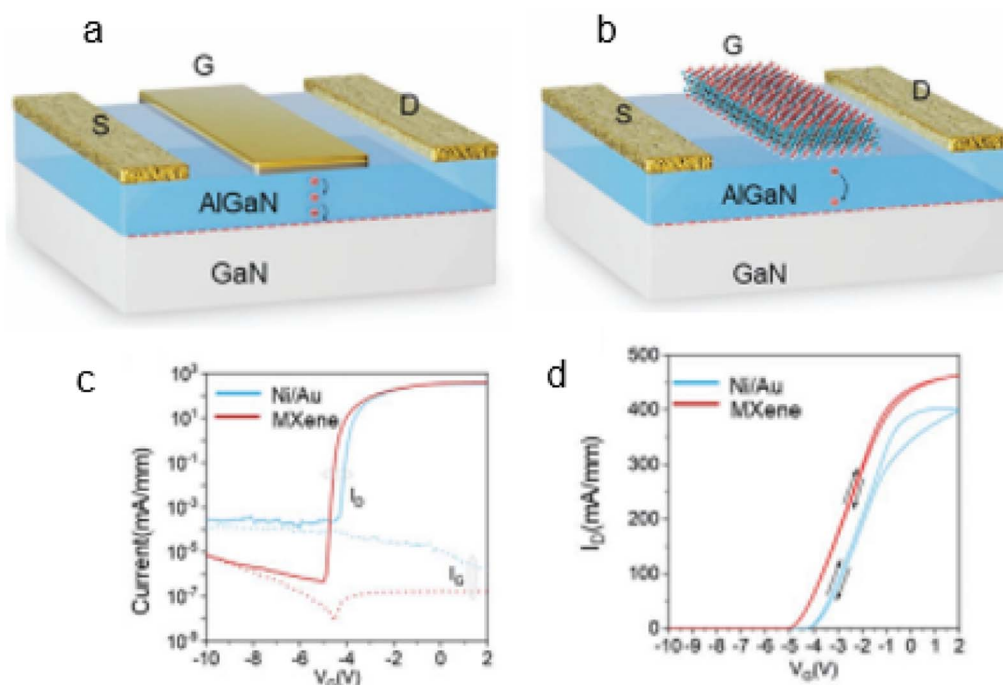 a
G
S
D
AlGaN
GaN
b
G
S
D
AlGaN
GaN
c
Current(mA/mm)
10³
10¹
10⁻¹
10⁻³
10⁻⁵
10⁻⁷
10⁻⁹
Ni/Au
MXene
I_D
I_G
-10 -8 -6 -4 -2 0 2
V_G(V)
d
I_D(mA/mm)
500
400
300
200
100
0
Ni/Au
MXene
-10 -9 -8 -7 -6 -5 -4 -3 -2 -1 0 1 2
V_G(V)